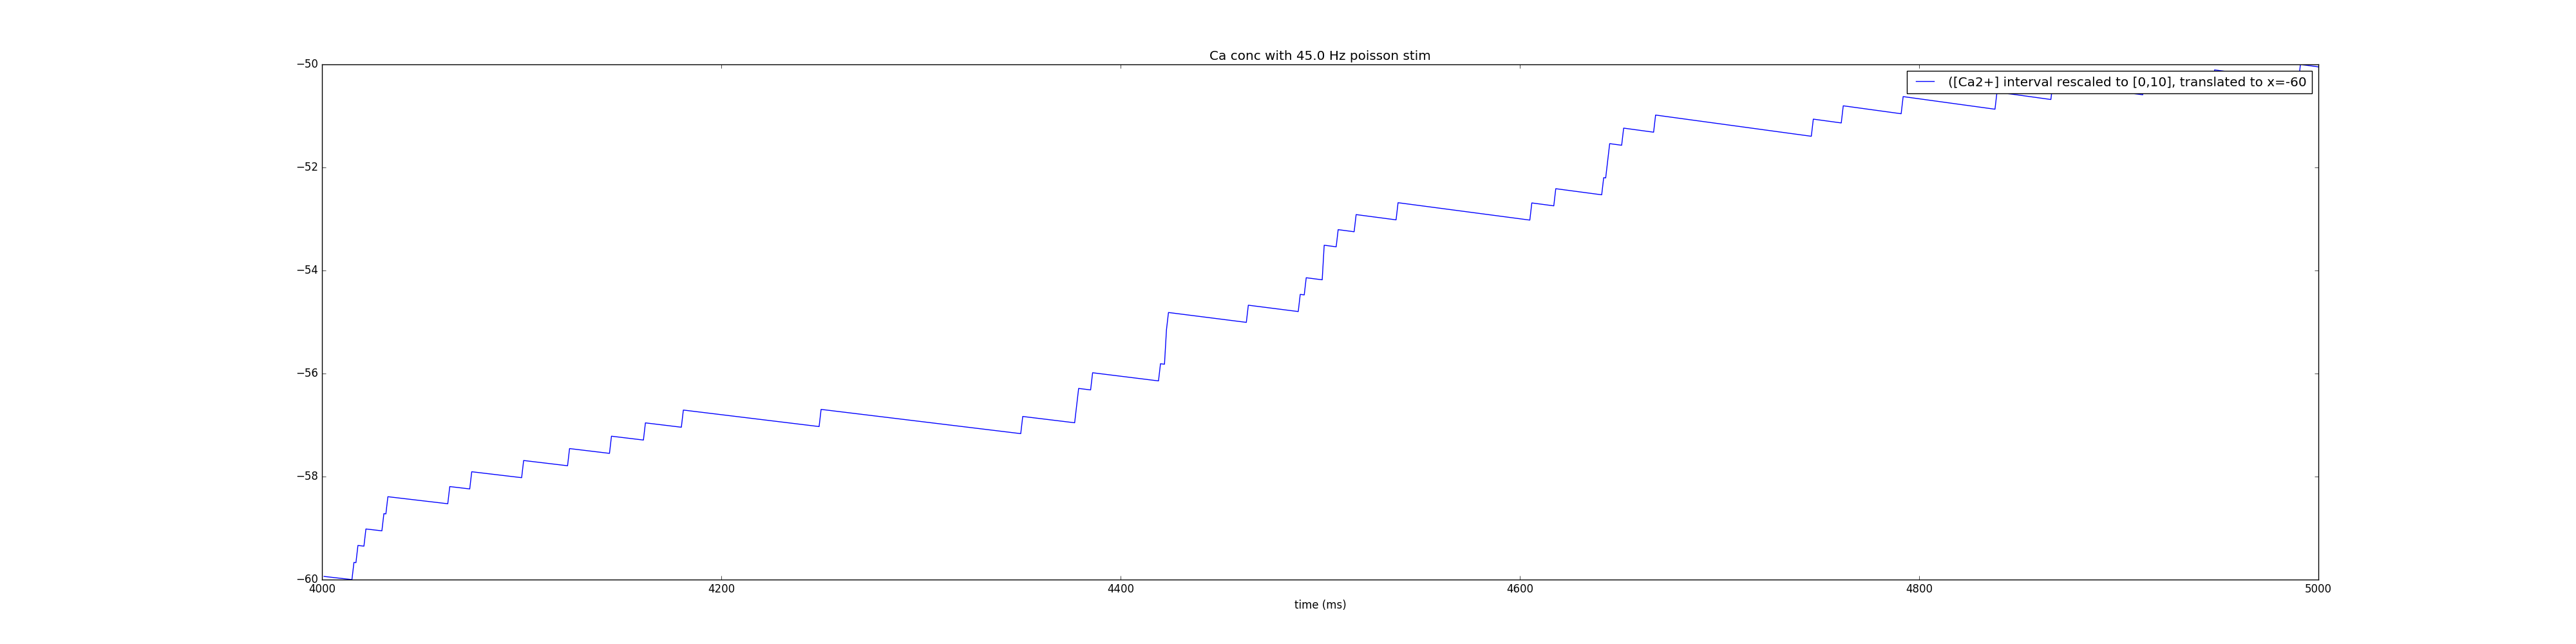 Ca conc with 45.0 Hz poisson stim
([Ca2+] interval rescaled to [0,10], translated to x=-60
−50
−52
−54
−56
−58
−60
4000 4200 4400 4600 4800 5000
time (ms)